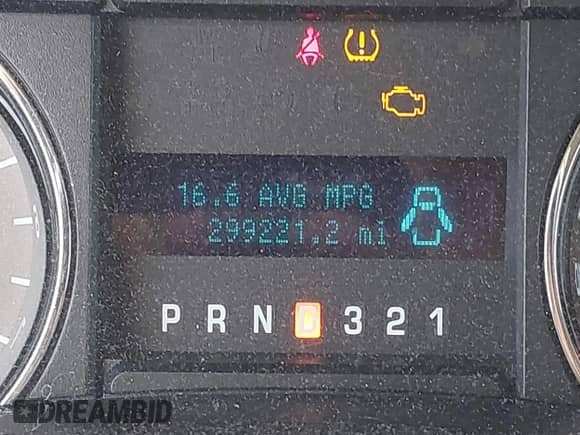 16.6 AVG MPG
299221.2 mi
P R N D 3 2 1
DREAMBID